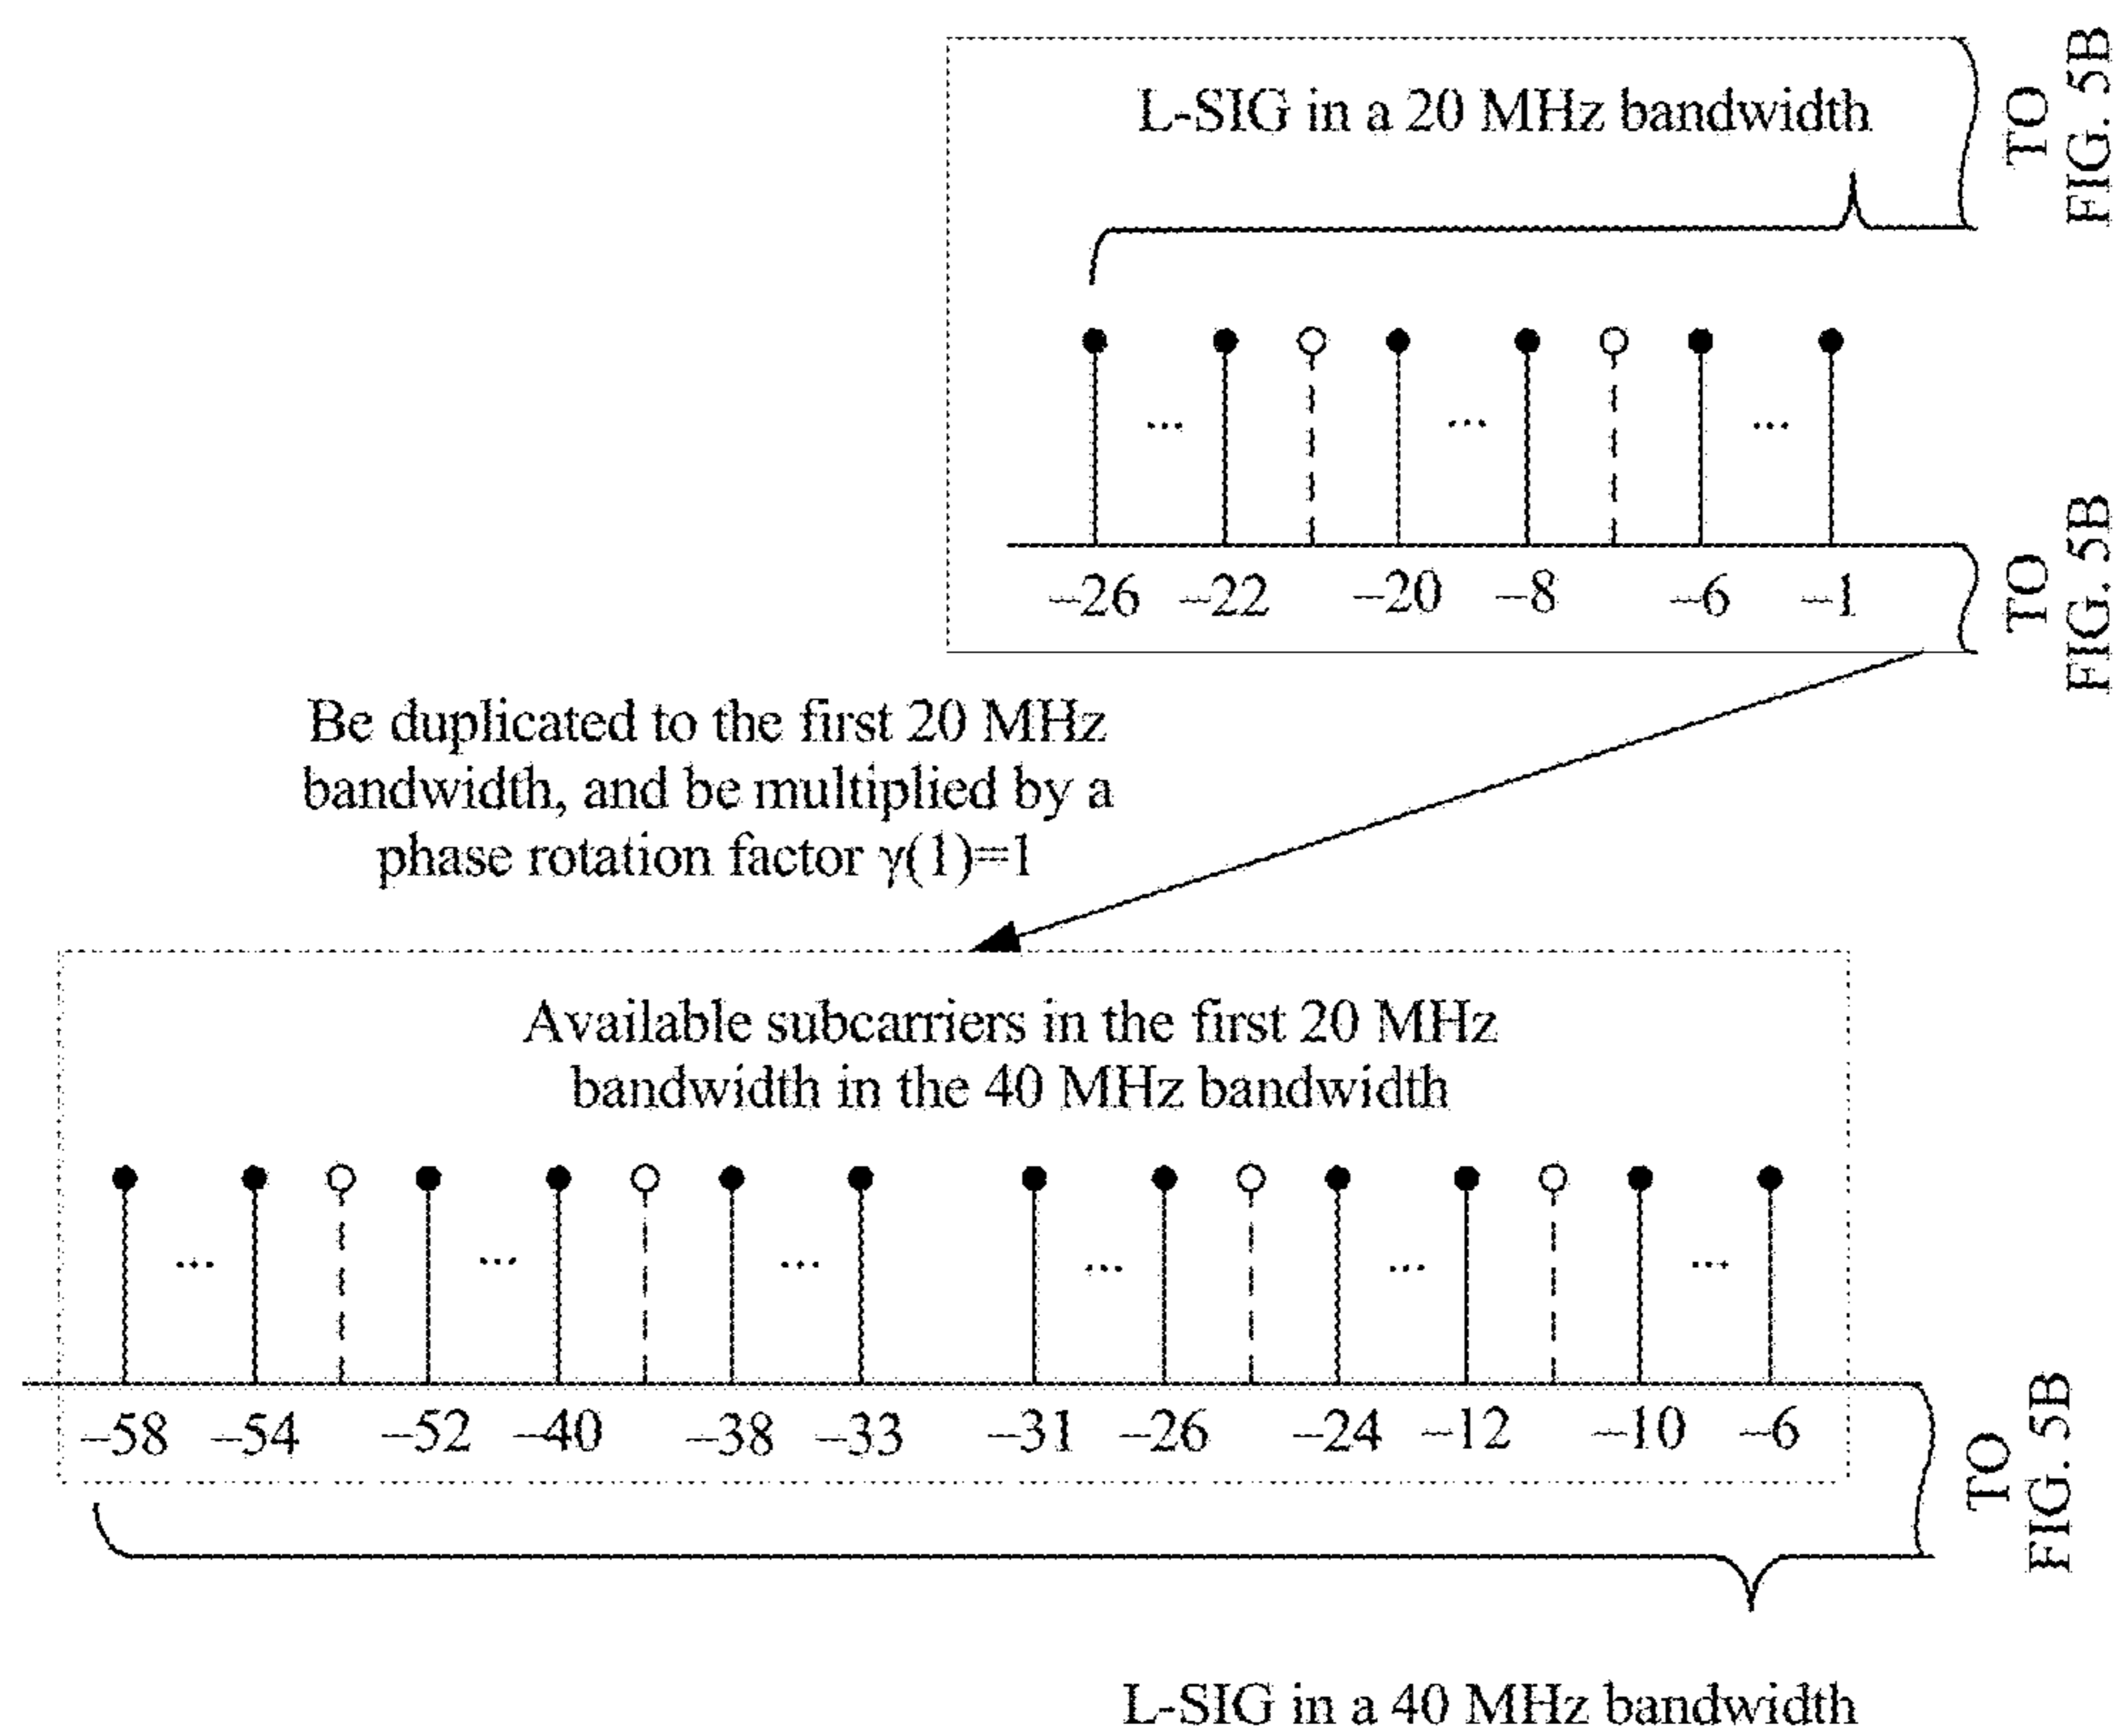 L-SIG in a 20 MHz bandwidth
TO
FIG. 5B
...
...
...
–26 –22 –20 –8 –6 –1
TO
FIG. 5B
Be duplicated to the first 20 MHz
bandwidth, and be multiplied by a
phase rotation factor γ(1)=1
Available subcarriers in the first 20 MHz
bandwidth in the 40 MHz bandwidth
... ... ... ... ... ...
–58 –54 –52 –40 –38 –33 –31 –26 –24 –12 –10 –6
TO
FIG. 5B
L-SIG in a 40 MHz bandwidth